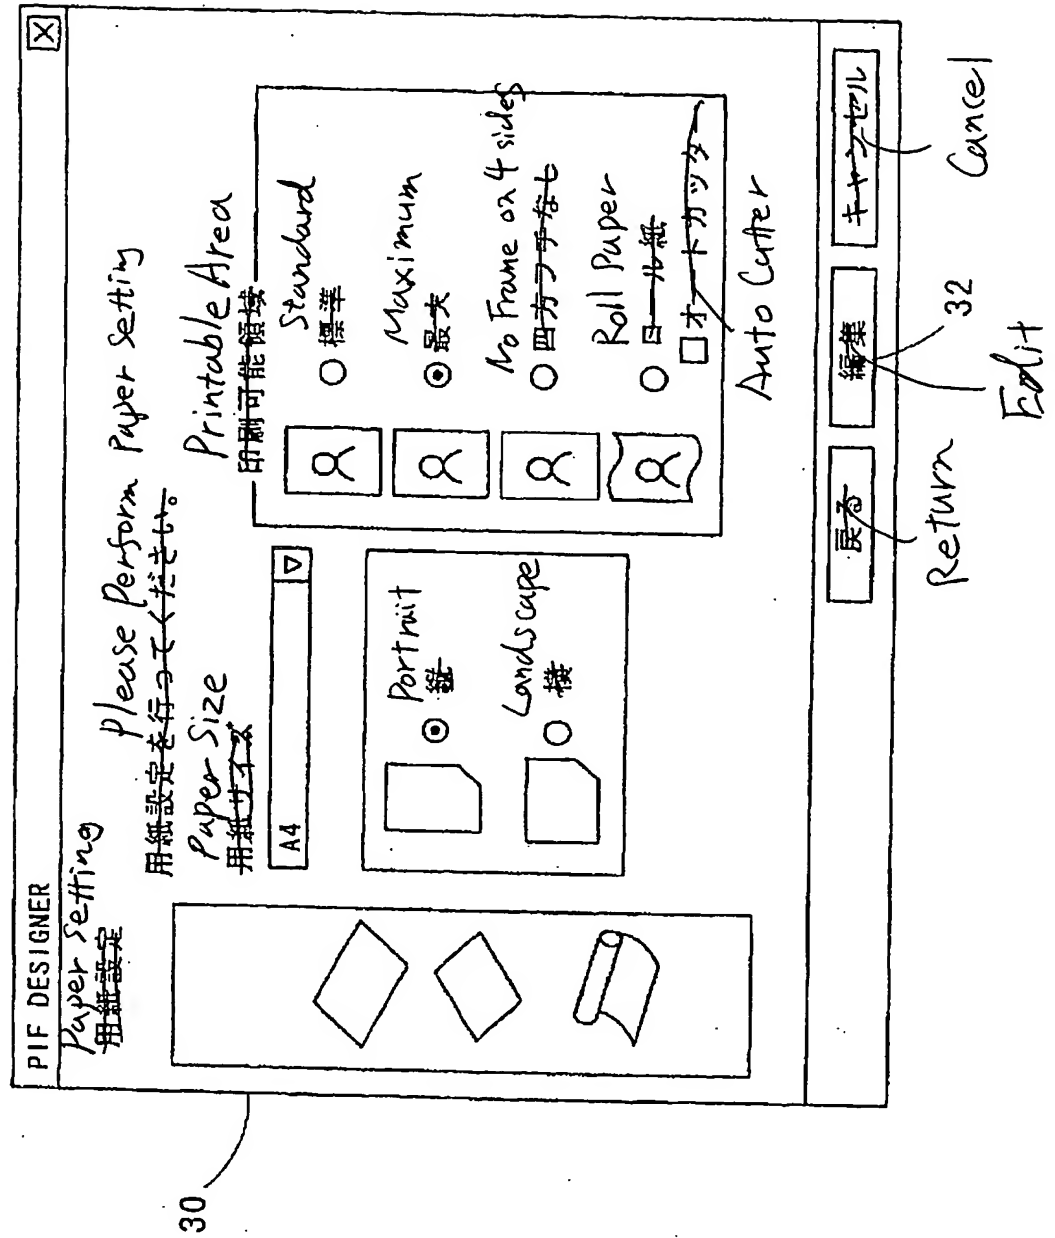 PIF DESIGNER
Paper Setting
用紙設定
Please Perform Paper Setting
用紙設定を行ってください。
Paper Size
用紙サイズ
A4
Portrait
縦
Landscape
横
Printable Area
印刷可能領域
Standard
標準
Maximum
最大
No Frame on 4 sides
四方フチなし
Roll Paper
ロール紙
オートカッター
Auto Cutter
戻る
編集
キャンセル
Return
32
Edit
Cancel
30